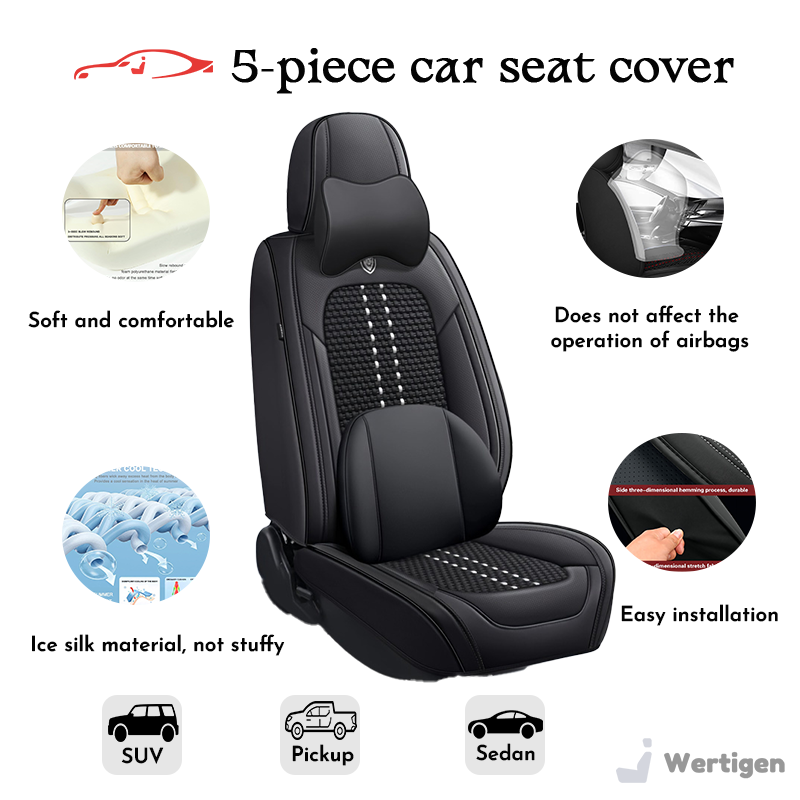 5-piece car seat cover
Soft and comfortable
Does not affect the
operation of airbags
Side three-dimensional hemming process, durable
Ice silk material, not stuffy
Easy installation
SUV
Pickup
Sedan
Wertigen